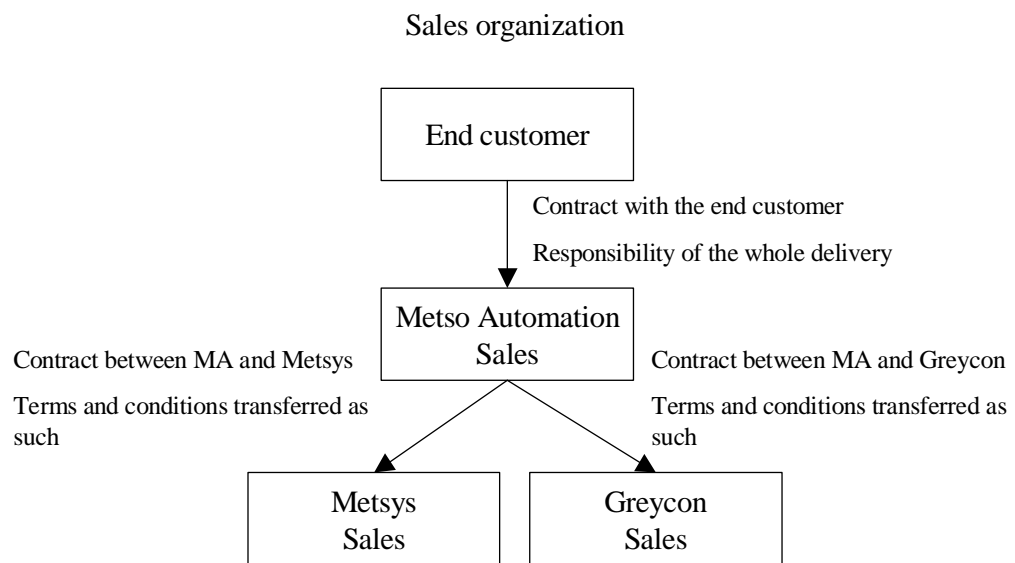 Sales organization
End customer
Contract with the end customer
Responsibility of the whole delivery
Metso Automation
Sales
Contract between MA and Metsys
Terms and conditions transferred as
such
Contract between MA and Greycon
Terms and conditions transferred as
such
Metsys
Sales
Greycon
Sales